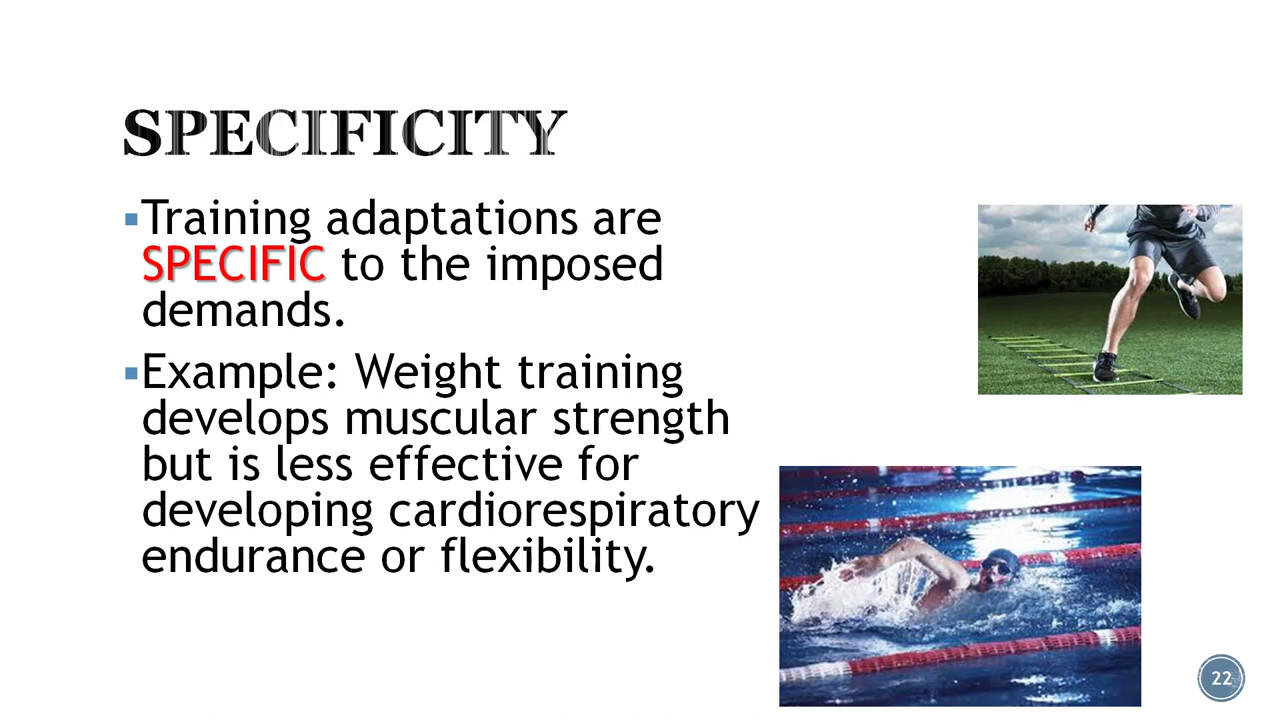 SPECIFICITY
▪Training adaptations are
SPECIFIC to the imposed
demands.
▪Example: Weight training
develops muscular strength
but is less effective for
developing cardiorespiratory
endurance or flexibility.
22